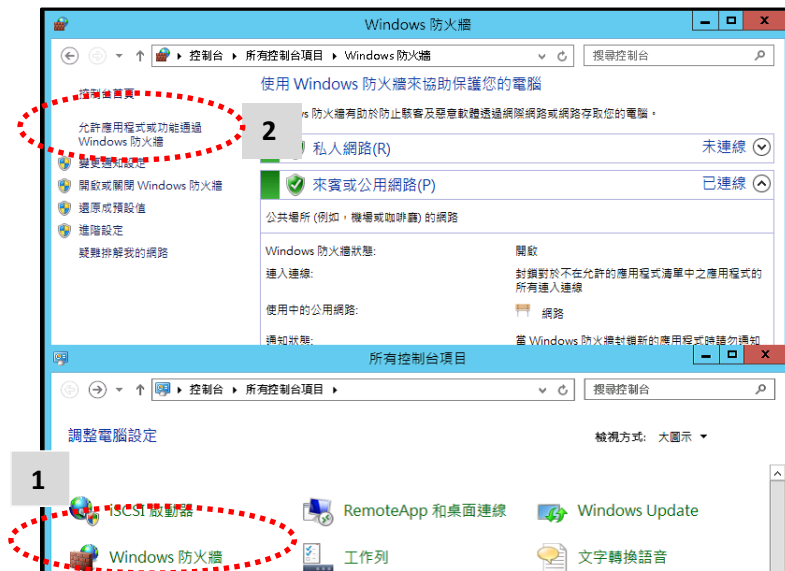 Windows 防火牆
控制台 ▸ 所有控制台項目 ▸ Windows 防火牆
搜尋控制台
控制台首頁
允許應用程式或功能通過
Windows 防火牆
變更通知設定
開啟或關閉 Windows 防火牆
還原成預設值
進階設定
疑難排解我的網路
2
使用 Windows 防火牆來協助保護您的電腦
ws 防火牆有助於防止駭客及惡意軟體透過網際網路或網路存取您的電腦。
私人網路(R)
未連線
來賓或公用網路(P)
已連線
公共場所 (例如，機場或咖啡廳) 的網路
Windows 防火牆狀態:
開啟
連入連線:
封鎖對於不在允許的應用程式清單中之應用程式的
所有連入連線
使用中的公用網路:
網路
通知狀態:
當 Windows 防火牆封鎖新的應用程式時請勿通知
所有控制台項目
控制台 ▸ 所有控制台項目 ▸
搜尋控制台
調整電腦設定
檢視方式: 大圖示
1
iSCSI 啟動器
RemoteApp 和桌面連線
Windows Update
Windows 防火牆
工作列
文字轉換語音